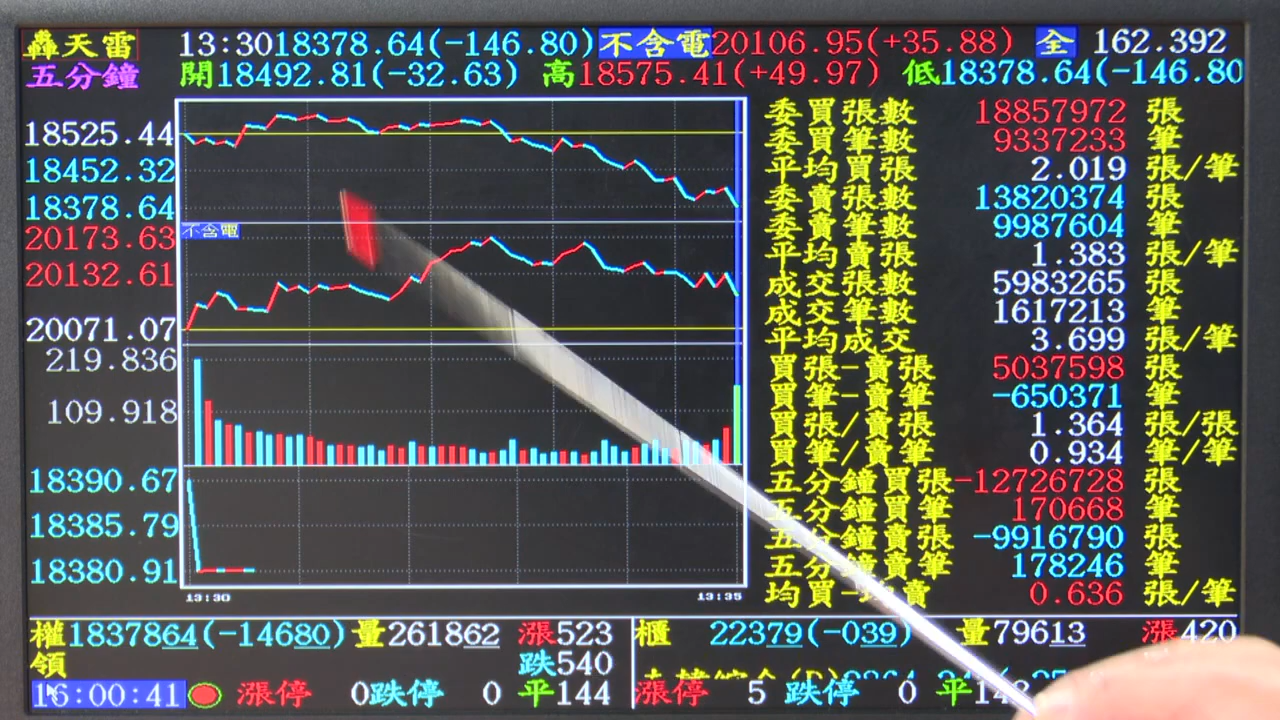 轟天雷 13:30 18378.64(-146.80) 不含電 20106.95(+35.88) 全 162.392
五分鐘 開18492.81(-32.63) 高18575.41(+49.97) 低18378.64(-146.80
18525.44
18452.32
18378.64
20173.63
20132.61
20071.07
219.836
109.918
18390.67
18385.79
18380.91
不含電
13:30 13:35
委買張數 18857972 張
委買筆數 9337233 筆
平均買張 2.019 張/筆
委賣張數 13820374 張
委賣筆數 9987604 筆
平均賣張 1.383 張/筆
成交張數 5983265 張
成交筆數 1617213 筆
平均成交 3.699 張/筆
買張-賣張 5037598 張
買筆-賣筆 -650371 筆
買張/賣張 1.364 張/張
買筆/賣筆 0.934 筆/筆
五分鐘買張 -12726728 張
五分鐘買筆 170668 筆
五分鐘賣張 -9916790 張
五分鐘賣筆 178246 筆
均買-均賣 0.636 張/筆
權1837864(-14680) 量261862 漲523 櫃 22379(-039) 量79613 漲420
領 跌540
16:00:41 漲停 0 跌停 0 平144 漲停 5 跌停 0 平